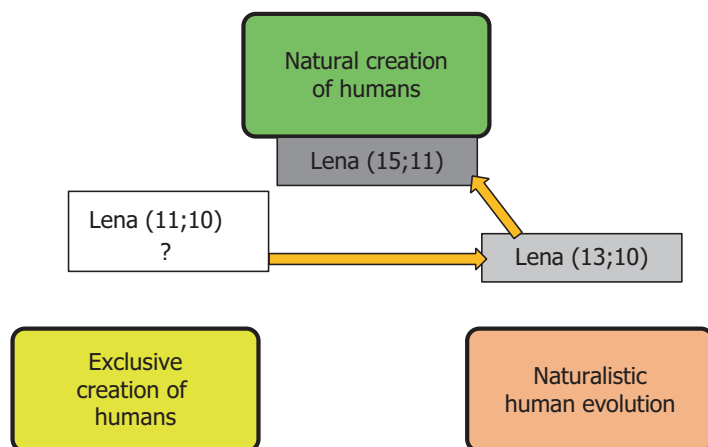 Natural creation
of humans
Lena (15;11)
Lena (11;10)
?
Lena (13;10)
Exclusive
creation of
humans
Naturalistic
human evolution